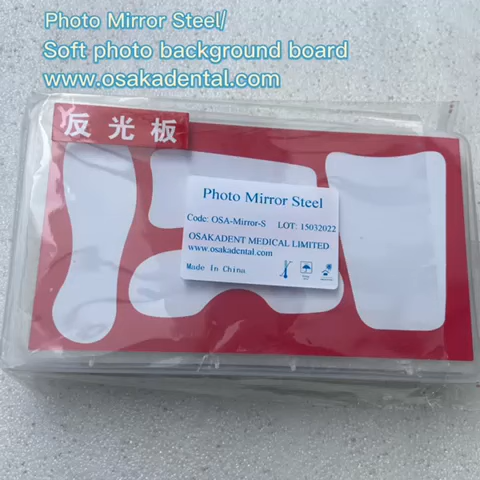 Photo Mirror Steel/
Soft photo background board
www.osakadental.com
反光板
Photo Mirror Steel
Code: OSA-Mirror-S LOT: 15032022
OSAKADENT MEDICAL LIMITED
www.osakadental.com
Made In China